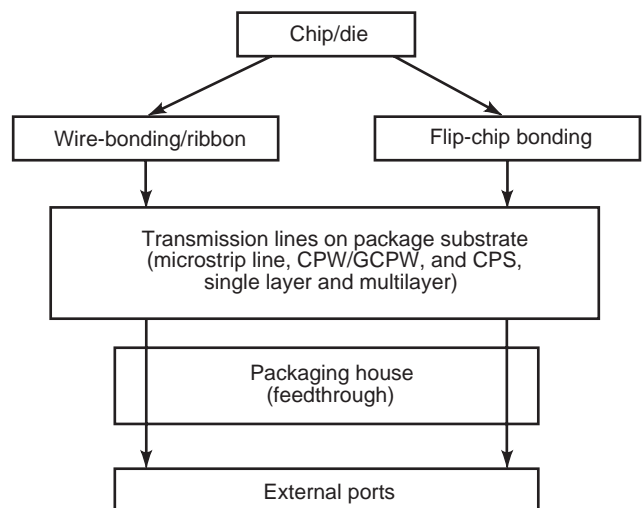 Chip/die
Wire-bonding/ribbon
Flip-chip bonding
Transmission lines on package substrate
(microstrip line, CPW/GCPW, and CPS,
single layer and multilayer)
Packaging house
(feedthrough)
External ports